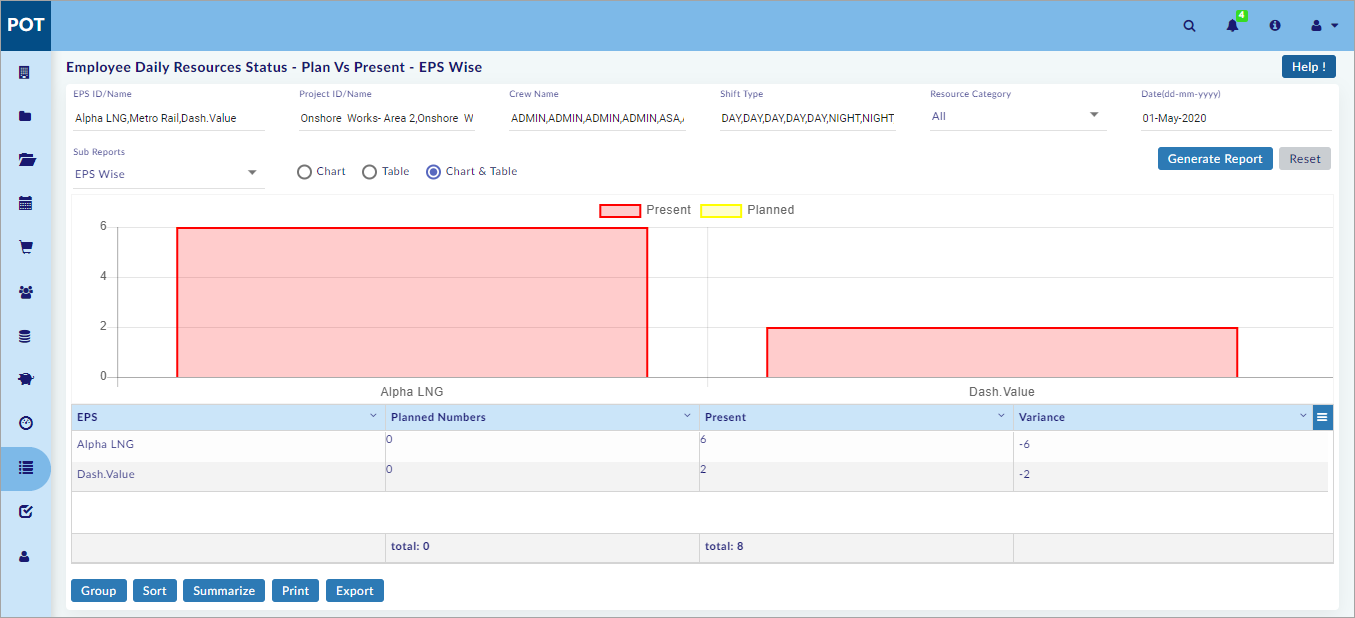 POT
4
Employee Daily Resources Status - Plan Vs Present - EPS Wise
Help !
EPS ID/Name
Project ID/Name
Crew Name
Shift Type
Resource Category
Date(dd-mm-yyyy)
Alpha LNG,Metro Rail,Dash.Value
Onshore Works- Area 2,Onshore W
ADMIN,ADMIN,ADMIN,ADMIN,ASA,
DAY,DAY,DAY,DAY,DAY,NIGHT,NIGHT
All
01-May-2020
Sub Reports
EPS Wise
Chart
Table
Chart & Table
Generate Report
Reset
Present
Planned
6
4
2
0
Alpha LNG
Dash.Value
EPS
Planned Numbers
Present
Variance
Alpha LNG
0
6
-6
Dash.Value
0
2
-2
total: 0
total: 8
Group
Sort
Summarize
Print
Export